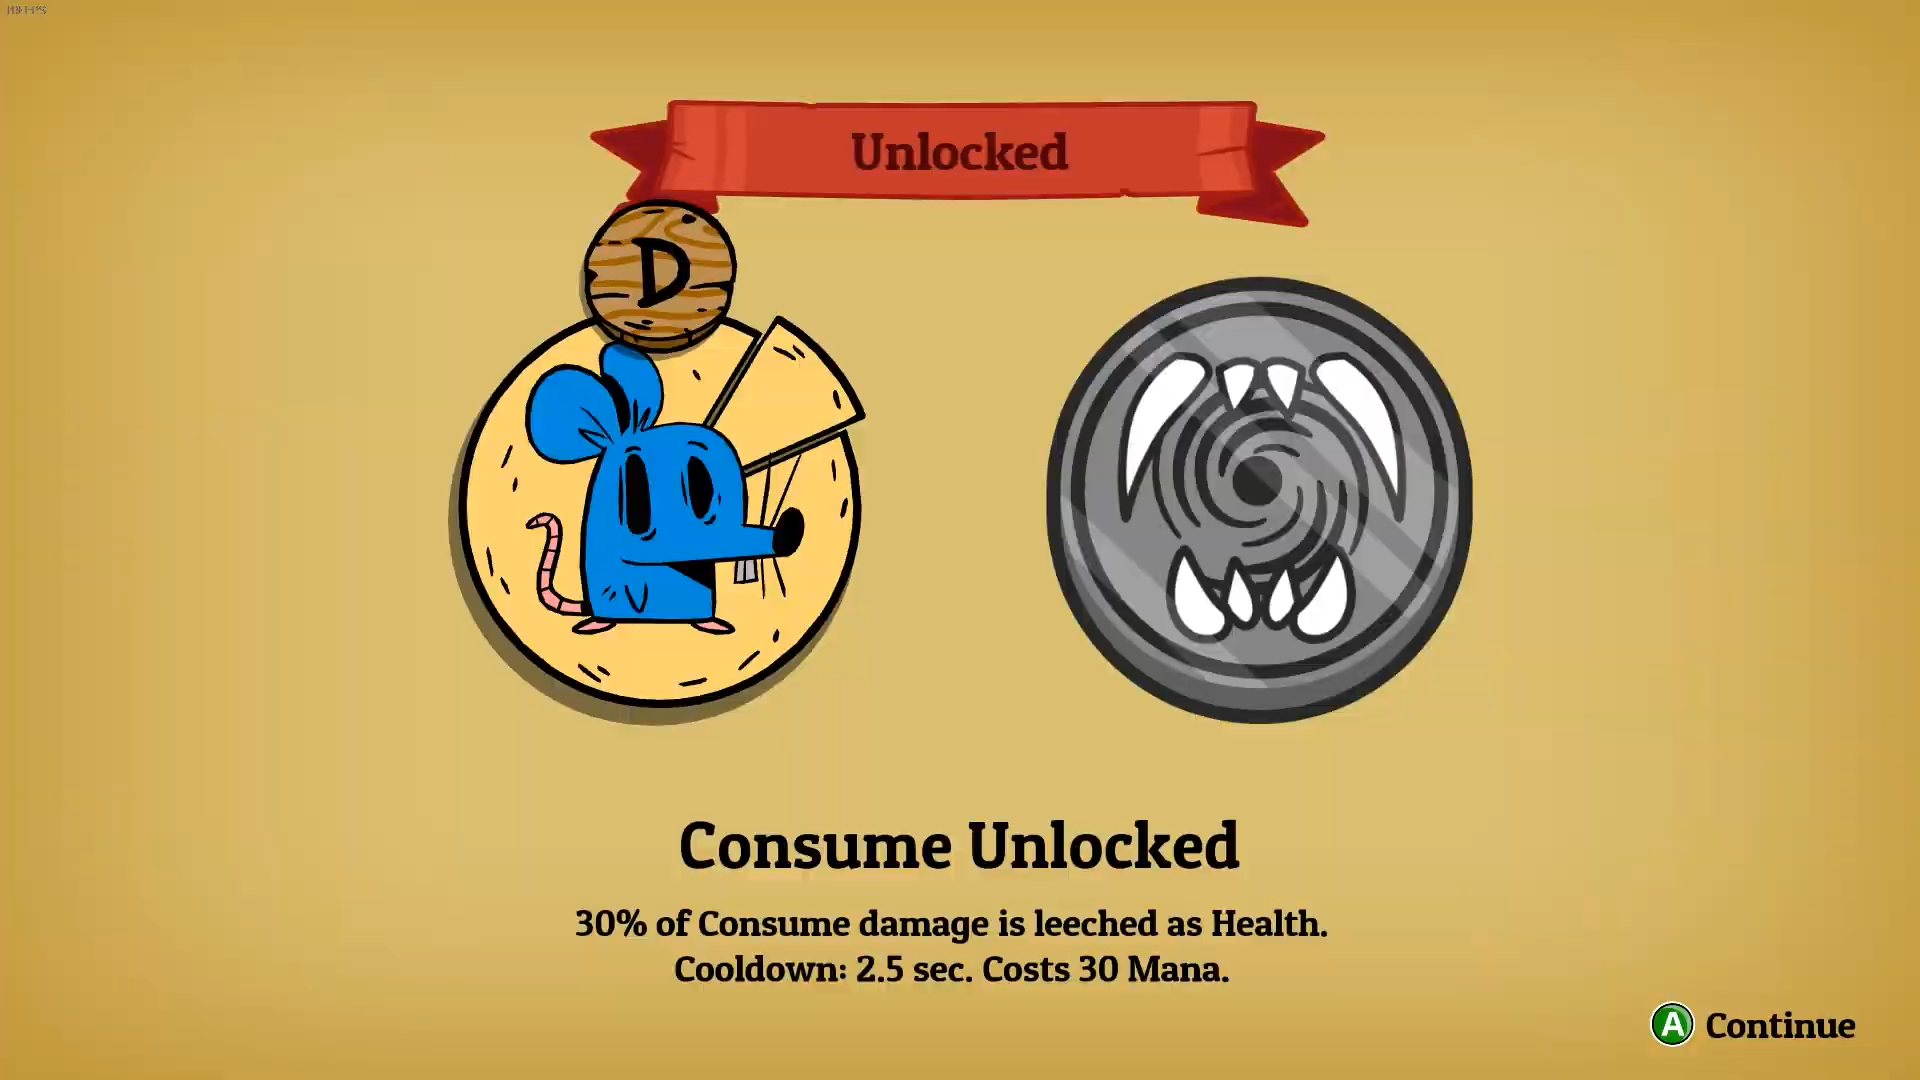 Unlocked
D
Consume Unlocked
30% of Consume damage is leeched as Health.
Cooldown: 2.5 sec. Costs 30 Mana.
A Continue